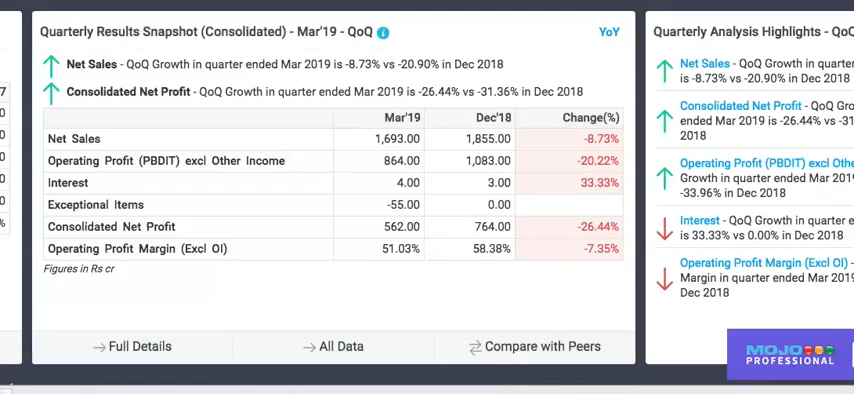 Quarterly Results Snapshot (Consolidated) - Mar'19 - QoQ i YoY
Net Sales - QoQ Growth in quarter ended Mar 2019 is -8.73% vs -20.90% in Dec 2018
Consolidated Net Profit - QoQ Growth in quarter ended Mar 2019 is -26.44% vs -31.36% in Dec 2018
Mar'19 Dec'18 Change(%)
Net Sales 1,693.00 1,855.00 -8.73%
Operating Profit (PBDIT) excl Other Income 864.00 1,083.00 -20.22%
Interest 4.00 3.00 33.33%
Exceptional Items -55.00 0.00
Consolidated Net Profit 562.00 764.00 -26.44%
Operating Profit Margin (Excl OI) 51.03% 58.38% -7.35%
Figures in Rs cr
Full Details All Data Compare with Peers
Quarterly Analysis Highlights - QoQ
Net Sales - QoQ Growth in quarter
is -8.73% vs -20.90% in Dec 2018
Consolidated Net Profit - QoQ Gro
ended Mar 2019 is -26.44% vs -31
2018
Operating Profit (PBDIT) excl Othe
Growth in quarter ended Mar 201
-33.96% in Dec 2018
Interest - QoQ Growth in quarter e
is 33.33% vs 0.00% in Dec 2018
Operating Profit Margin (Excl OI) -
Margin in quarter ended Mar 201
Dec 2018
MOJO
PROFESSIONAL